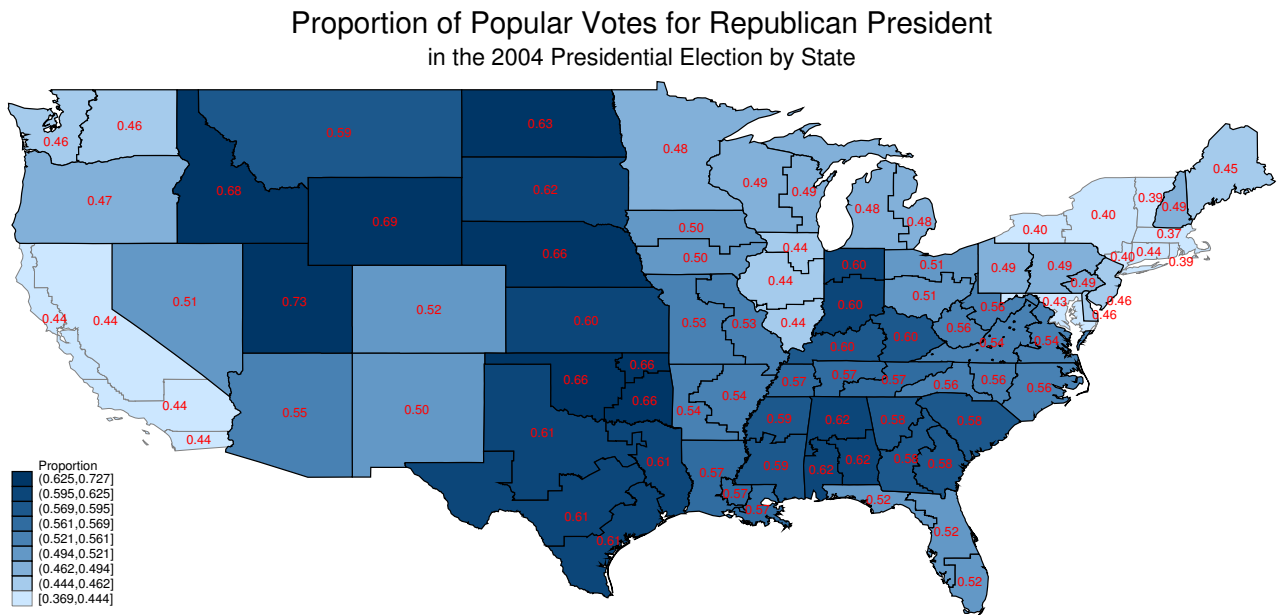 Proportion of Popular Votes for Republican President
in the 2004 Presidential Election by State
0.46 0.46 0.59 0.63 0.48 0.45
0.47 0.68 0.69 0.62 0.49 0.49 0.48 0.48 0.40 0.40 0.39 0.49
0.37
0.50 0.44 0.44 0.40 0.39
0.50 0.66 0.60 0.51 0.49 0.49 0.49
0.44 0.44 0.51 0.73 0.52 0.60 0.53 0.53 0.44 0.44 0.60 0.51 0.56 0.43 0.46 0.46
0.60 0.60 0.56 0.54 0.54
0.44 0.55 0.50 0.66 0.66 0.66 0.54 0.54 0.57 0.57 0.57 0.56 0.56 0.56
0.44 0.61 0.61 0.59 0.62 0.58 0.58
0.57 0.59 0.62 0.62 0.58 0.58
0.61 0.57 0.57 0.52
0.61 0.52
0.52
Proportion
(0.625,0.727]
(0.595,0.625]
(0.569,0.595]
(0.561,0.569]
(0.521,0.561]
(0.494,0.521]
(0.462,0.494]
(0.444,0.462]
[0.369,0.444]